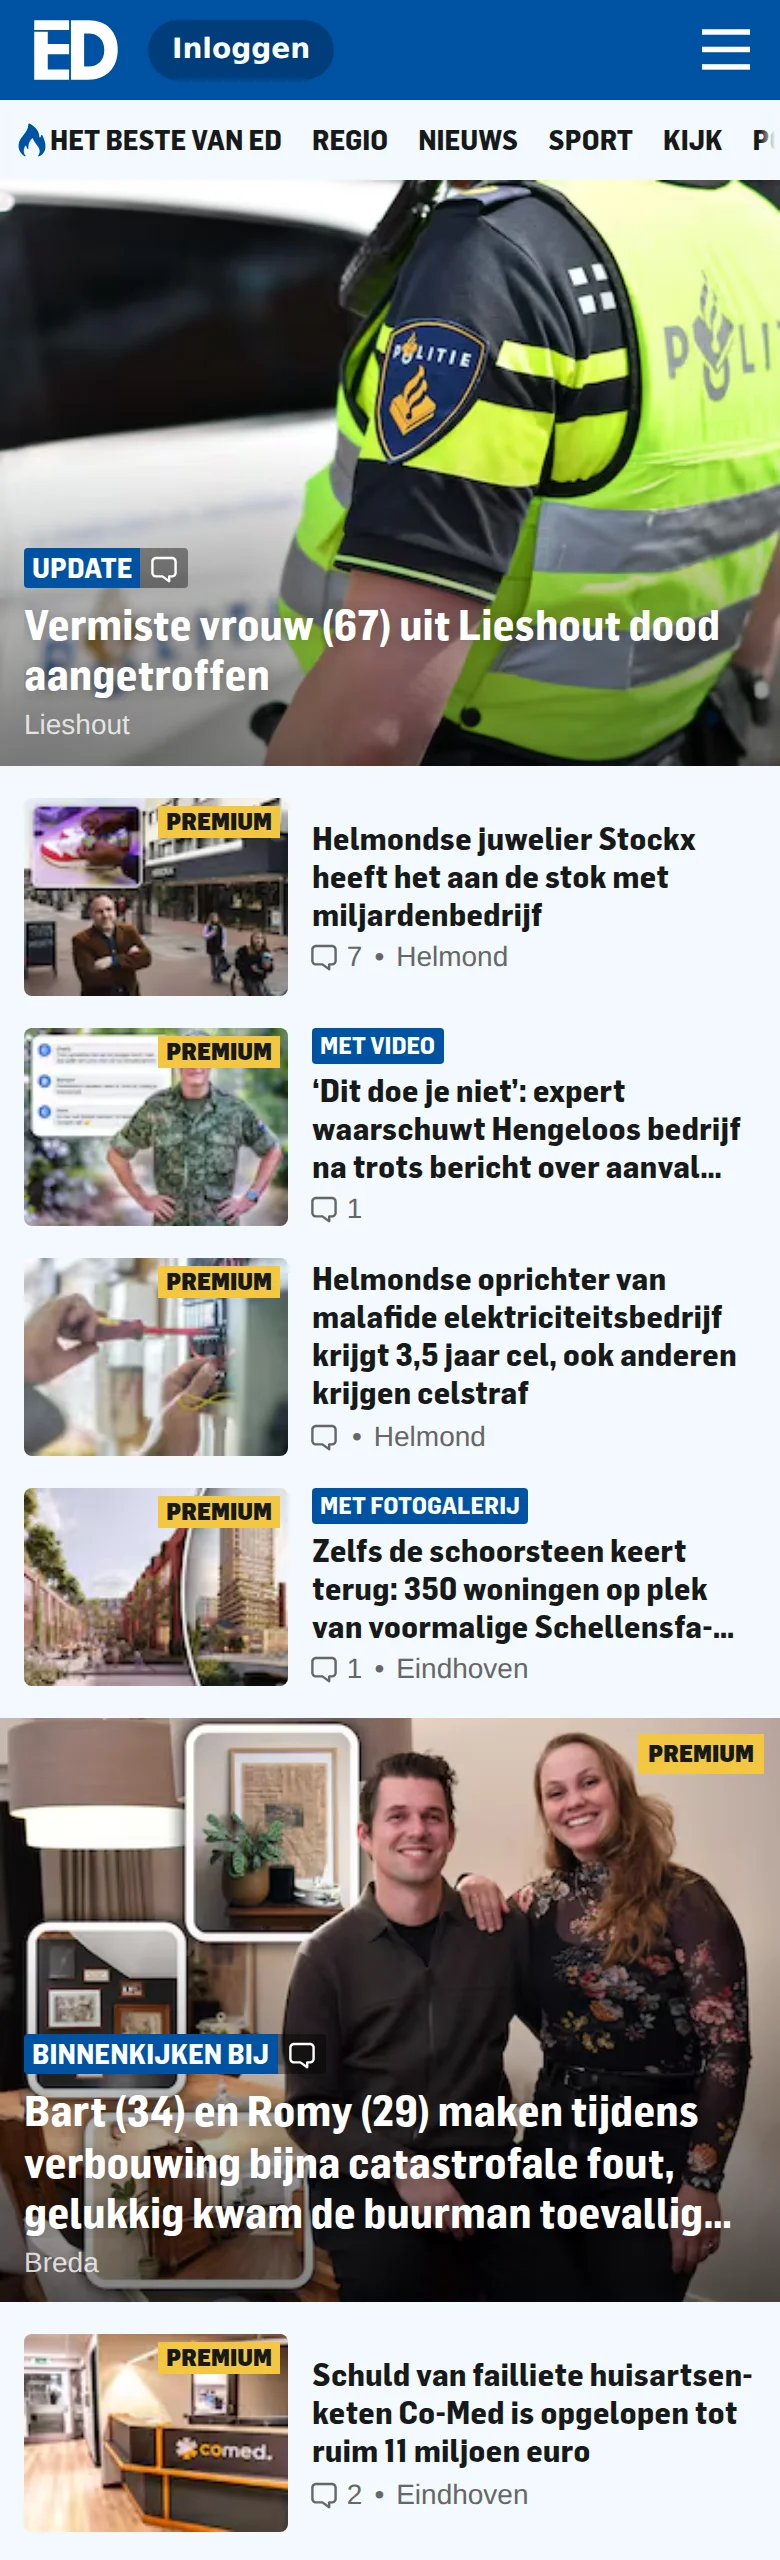 ED
Inloggen
HET BESTE VAN ED REGIO NIEUWS SPORT KIJK
POLITIE
UPDATE
Vermiste vrouw (67) uit Lieshout dood
aangetroffen
Lieshout
PREMIUM
Helmondse juwelier Stockx
heeft het aan de stok met
miljardenbedrijf
7 • Helmond
PREMIUM
MET VIDEO
‘Dit doe je niet’: expert
waarschuwt Hengeloos bedrijf
na trots bericht over aanval...
1
PREMIUM
Helmondse oprichter van
malafide elektriciteitsbedrijf
krijgt 3,5 jaar cel, ook anderen
krijgen celstraf
• Helmond
PREMIUM
MET FOTOGALERIJ
Zelfs de schoorsteen keert
terug: 350 woningen op plek
van voormalige Schellensfa-...
1 • Eindhoven
PREMIUM
BINNENKIJKEN BIJ
Bart (34) en Romy (29) maken tijdens
verbouwing bijna catastrofale fout,
gelukkig kwam de buurman toevallig...
Breda
PREMIUM
comed.
Schuld van failliete huisartsen-
keten Co-Med is opgelopen tot
ruim 11 miljoen euro
2 • Eindhoven